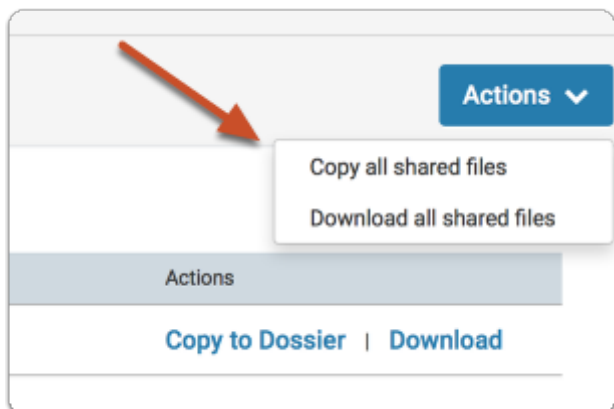 Actions
Copy all shared files
Download all shared files
Actions
Copy to Dossier | Download